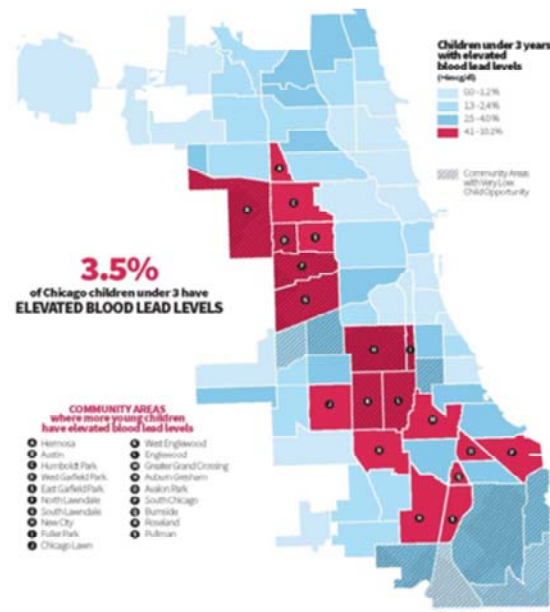 Children under 3 years
with elevated
blood lead levels
0.0 - 1.2%
1.3 - 2.4%
2.5 - 4.0%
4.1 - 10.2%
Community Areas
with Very Low
Child Opportunity
3.5%
of Chicago children under 3 have
ELEVATED BLOOD LEAD LEVELS
COMMUNITY AREAS
where more young children
have elevated blood lead levels
A Hermosa
B Austin
C Humboldt Park
D West Garfield Park
E East Garfield Park
F North Lawndale
G South Lawndale
H New City
I Fuller Park
J Chicago Lawn
K West Englewood
L Englewood
M Greater Grand Crossing
N Auburn Gresham
O Avalon Park
P South Chicago
Q Burnside
R Roseland
S Pullman